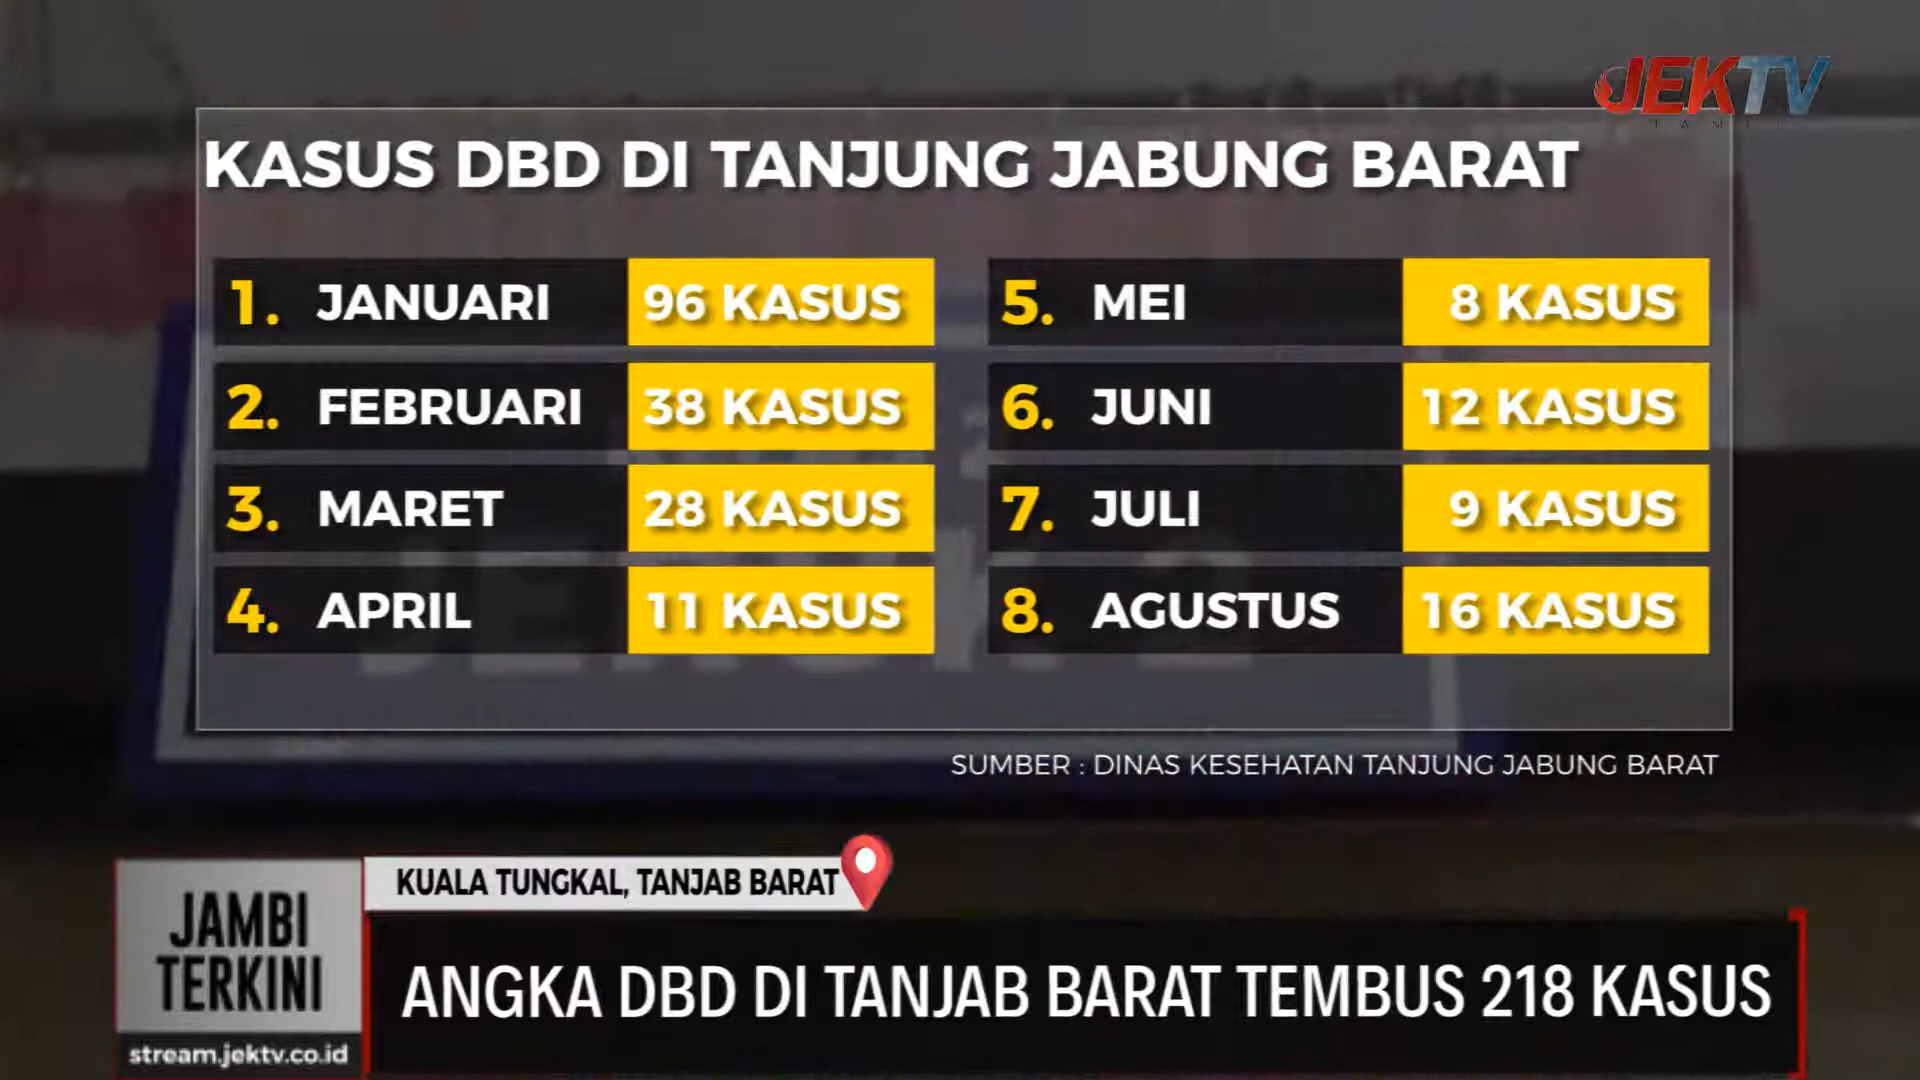 JEKTV
KASUS DBD DI TANJUNG JABUNG BARAT
1. JANUARI 96 KASUS
2. FEBRUARI 38 KASUS
3. MARET 28 KASUS
4. APRIL 11 KASUS
5. MEI 8 KASUS
6. JUNI 12 KASUS
7. JULI 9 KASUS
8. AGUSTUS 16 KASUS
SUMBER : DINAS KESEHATAN TANJUNG JABUNG BARAT
KUALA TUNGKAL, TANJAB BARAT
JAMBI
TERKINI
stream.jektv.co.id
ANGKA DBD DI TANJAB BARAT TEMBUS 218 KASUS